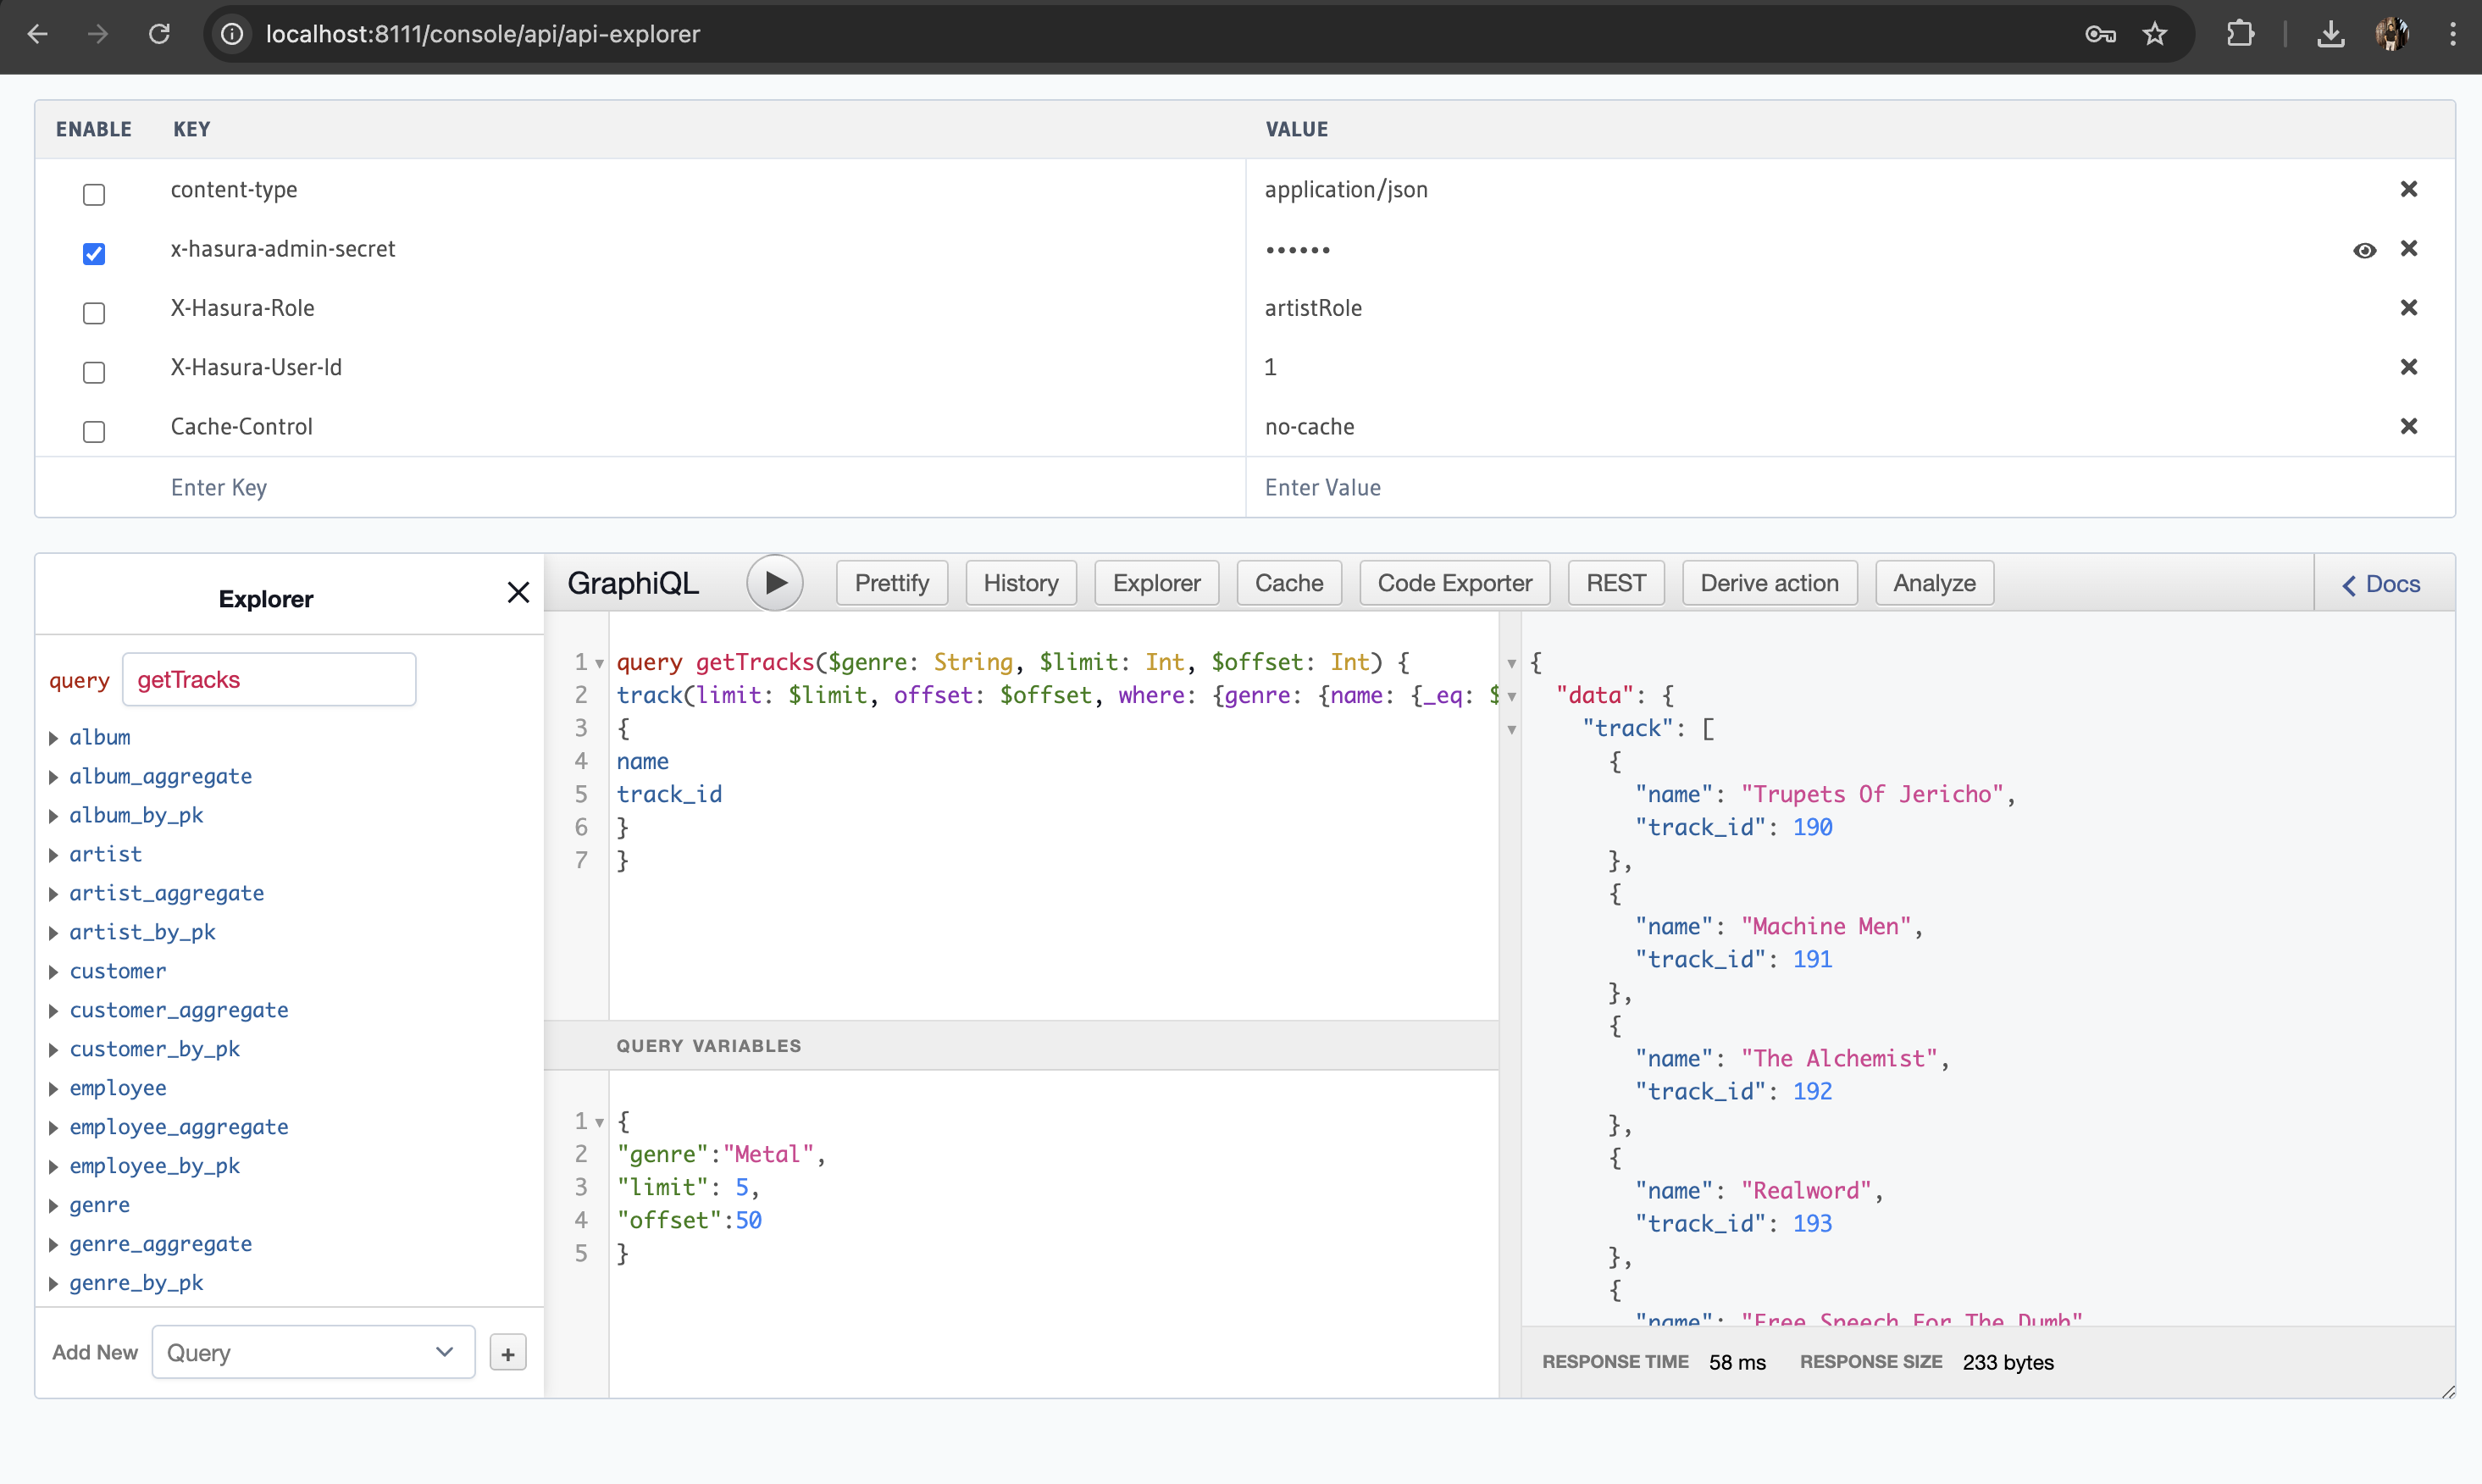 localhost:8111/console/api/api-explorer
ENABLE KEY VALUE
content-type application/json
x-hasura-admin-secret ••••••
X-Hasura-Role artistRole
X-Hasura-User-Id 1
Cache-Control no-cache
Enter Key Enter Value
Explorer
query getTracks
album
album_aggregate
album_by_pk
artist
artist_aggregate
artist_by_pk
customer
customer_aggregate
customer_by_pk
employee
employee_aggregate
employee_by_pk
genre
genre_aggregate
genre_by_pk
Add New Query +
GraphiQL Prettify History Explorer Cache Code Exporter REST Derive action Analyze Docs
1 query getTracks($genre: String, $limit: Int, $offset: Int) {
2 track(limit: $limit, offset: $offset, where: {genre: {name: {_eq: $
3 {
4 name
5 track_id
6 }
7 }
QUERY VARIABLES
1 {
2 "genre":"Metal",
3 "limit": 5,
4 "offset":50
5 }
{
"data": {
"track": [
{
"name": "Trupets Of Jericho",
"track_id": 190
},
{
"name": "Machine Men",
"track_id": 191
},
{
"name": "The Alchemist",
"track_id": 192
},
{
"name": "Realword",
"track_id": 193
},
{
"name": "Free Speech For The Dumb"
RESPONSE TIME 58 ms RESPONSE SIZE 233 bytes